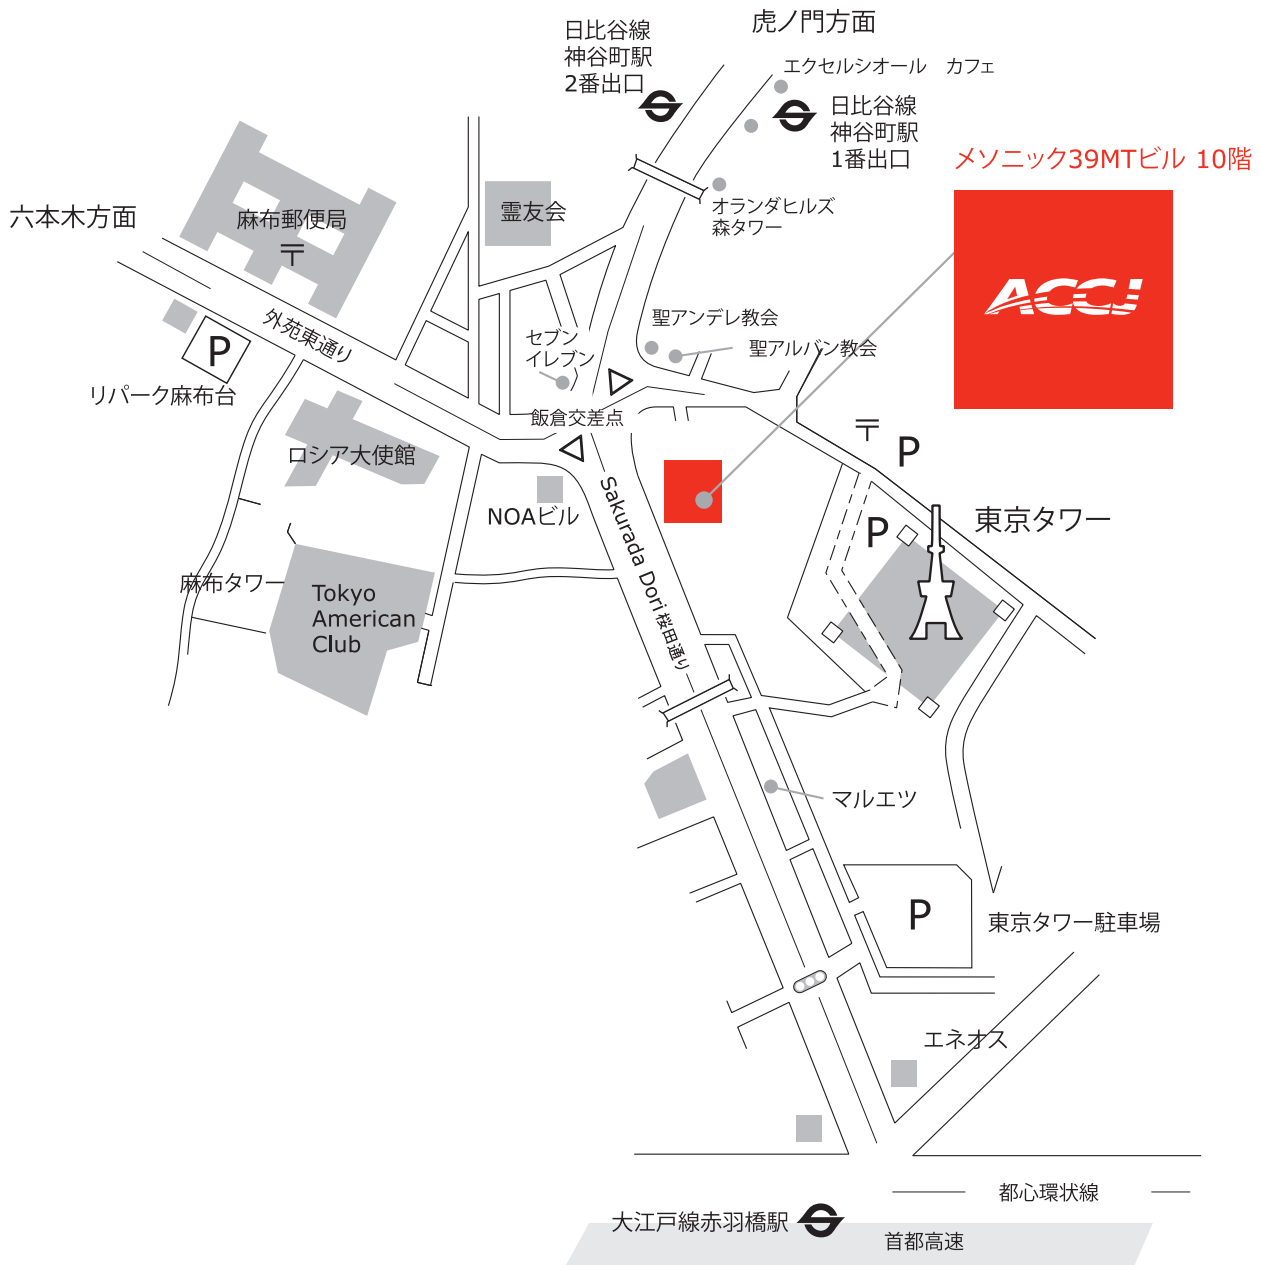 虎ノ門方面
日比谷線
神谷町駅
2番出口
エクセルシオール カフェ
日比谷線
神谷町駅
1番出口
メソニック39MTビル 10階
ACCJ
六本木方面
麻布郵便局
〒
霊友会
オランダヒルズ
森タワー
外苑東通り
P
リパーク麻布台
セブン
イレブン
聖アンデレ教会
聖アルバン教会
飯倉交差点
〒
P
ロシア大使館
NOAビル
Sakurada Dori 桜田通り
P
東京タワー
麻布タワー
Tokyo
American
Club
マルエツ
P
東京タワー駐車場
エネオス
都心環状線
大江戸線赤羽橋駅
首都高速